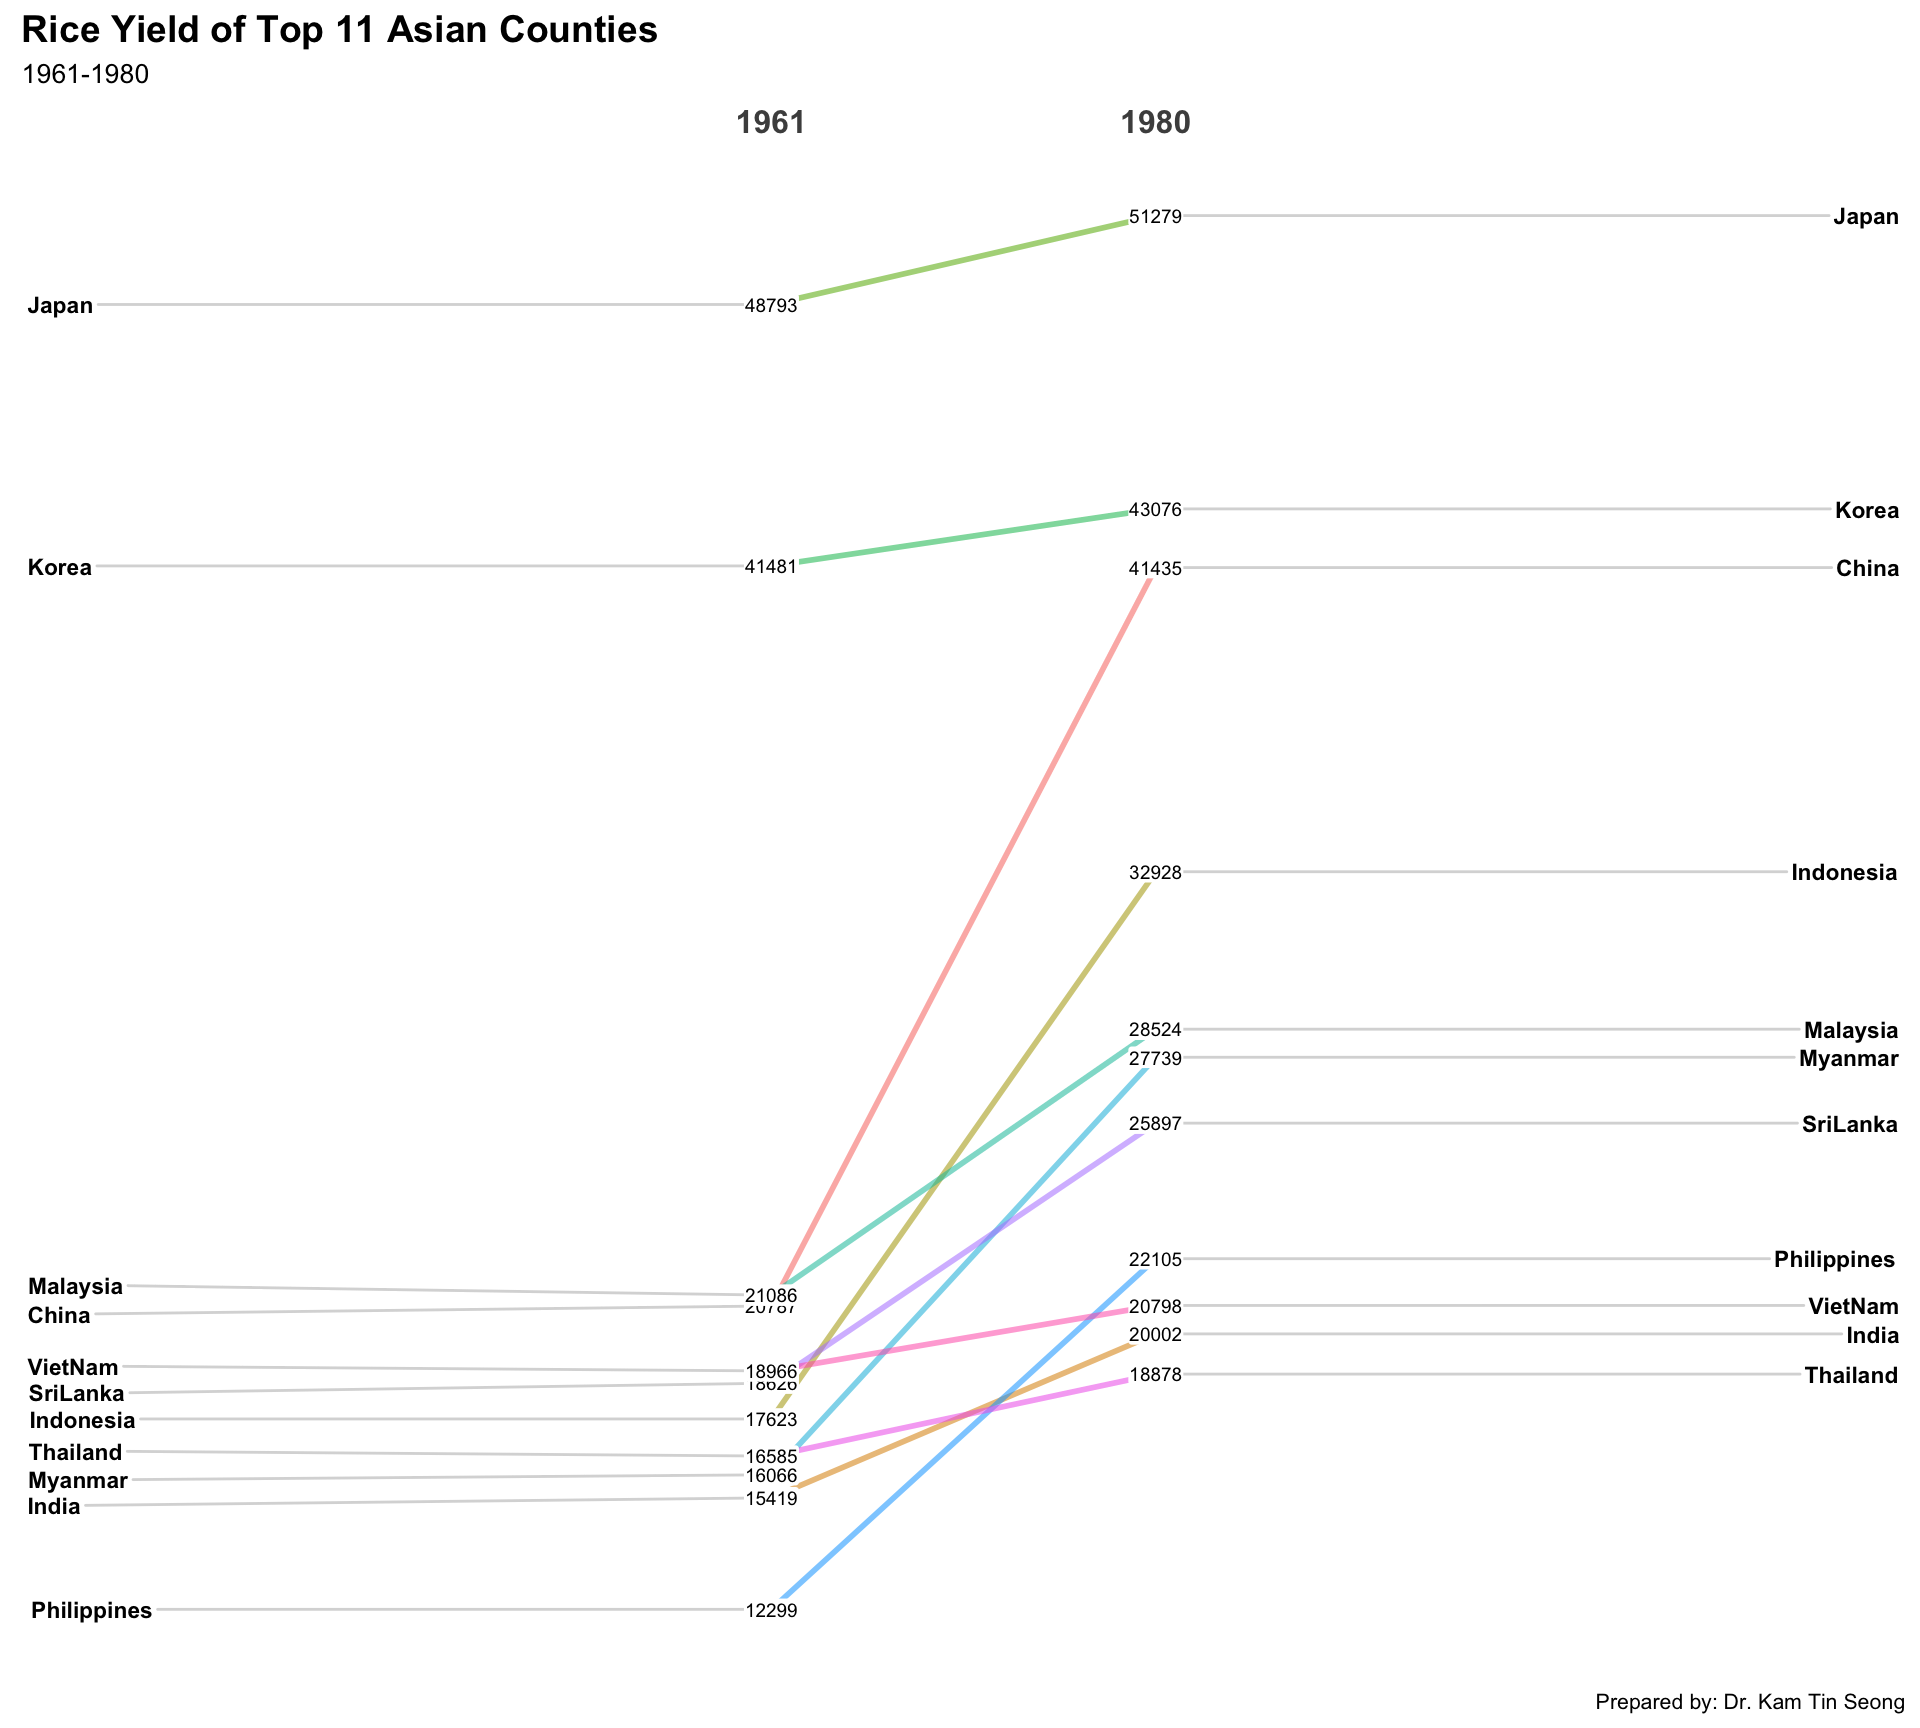 Rice Yield of Top 11 Asian Counties
1961-1980
1961 1980
51279 Japan
Japan 48793
43076 Korea
Korea 41481
41435 China
32928 Indonesia
28524 Malaysia
27739 Myanmar
25897 SriLanka
22105 Philippines
Malaysia 21086
20798 VietNam
China 20787
20002 India
VietNam 18966
18878 Thailand
SriLanka 18626
Indonesia 17623
Thailand 16585
Myanmar 16066
India 15419
Philippines 12299
Prepared by: Dr. Kam Tin Seong